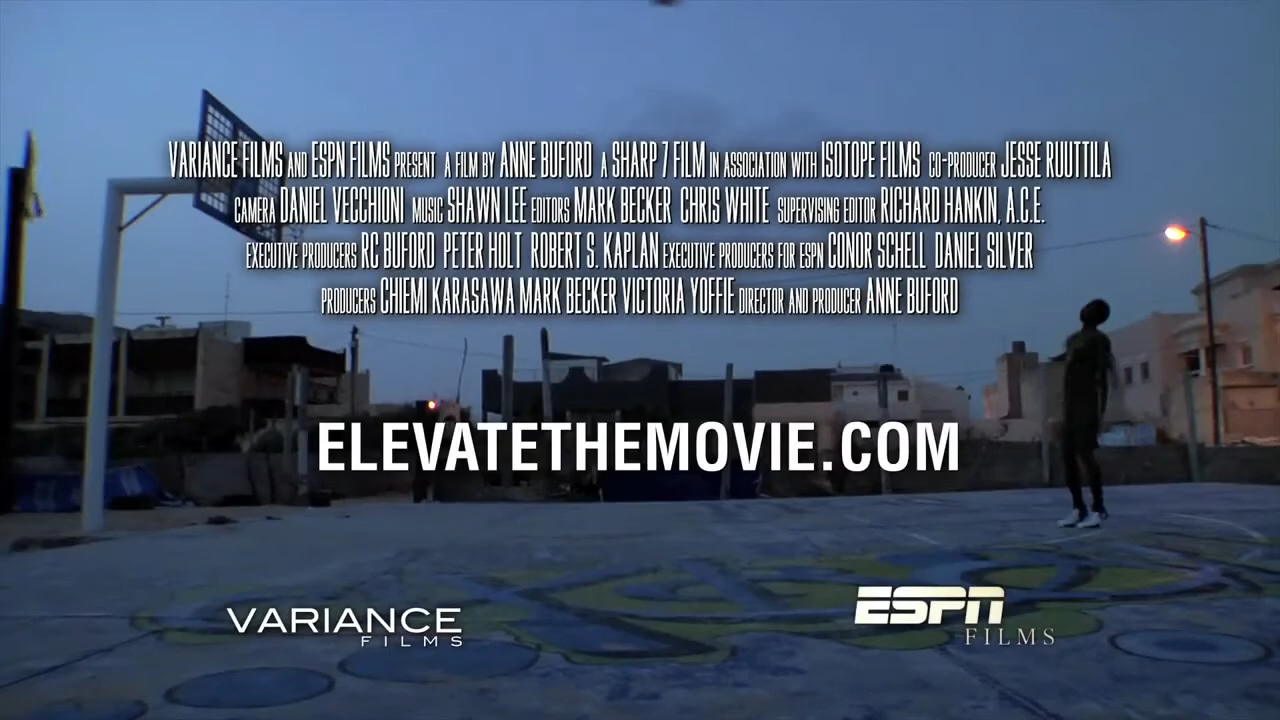 VARIANCE FILMS AND ESPN FILMS PRESENT A FILM BY ANNE BUFORD A SHARP 7 FILM IN ASSOCIATION WITH ISOTOPE FILMS CO-PRODUCER JESSE RUUTTILA
CAMERA DANIEL VECCHIONI MUSIC SHAWN LEE EDITORS MARK BECKER CHRIS WHITE SUPERVISING EDITOR RICHARD HANKIN, A.C.E.
EXECUTIVE PRODUCERS RC BUFORD PETER HOLT ROBERT S. KAPLAN EXECUTIVE PRODUCERS FOR ESPN CONOR SCHELL DANIEL SILVER
PRODUCERS CHIEMI KARASAWA MARK BECKER VICTORIA YOFFIE DIRECTOR AND PRODUCER ANNE BUFORD
ELEVATETHEMOVIE.COM
VARIANCE
FILMS
ESPN
FILMS